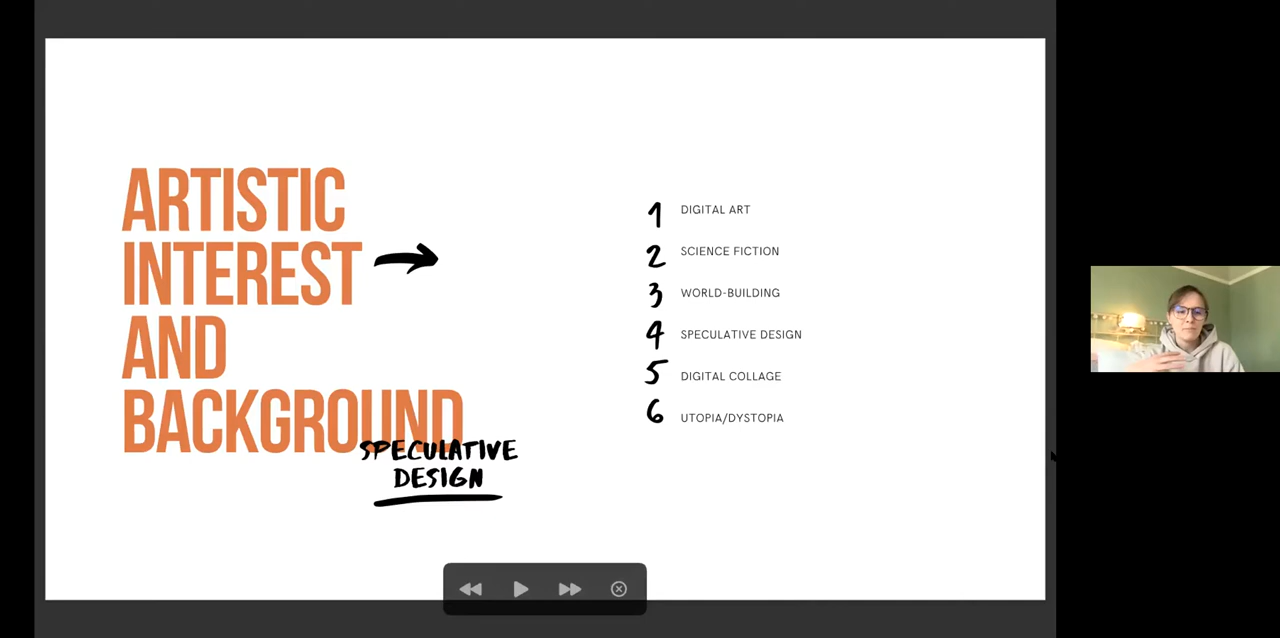 ARTISTIC
INTEREST
AND
BACKGROUND
SPECULATIVE
DESIGN
1 DIGITAL ART
2 SCIENCE FICTION
3 WORLD-BUILDING
4 SPECULATIVE DESIGN
5 DIGITAL COLLAGE
6 UTOPIA/DYSTOPIA